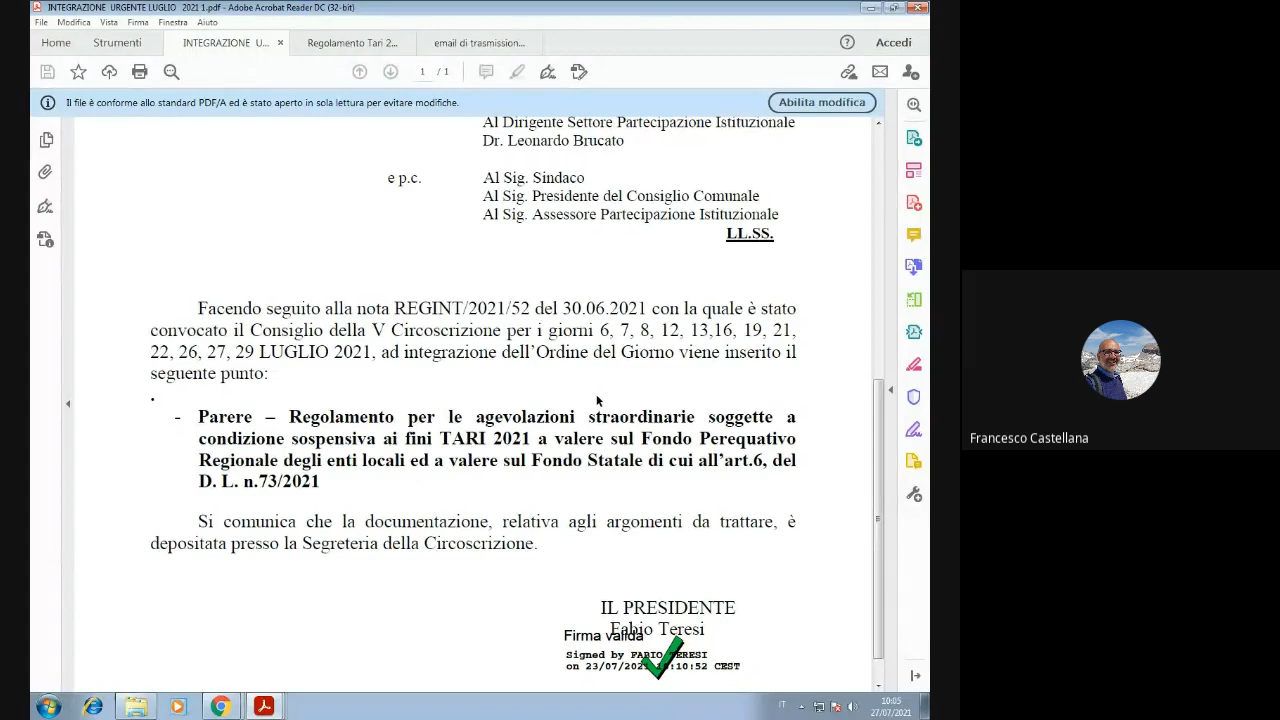 INTEGRAZIONE URGENTE LUGLIO 2021 1.pdf - Adobe Acrobat Reader DC (32-bit)
File Modifica Vista Firma Finestra Aiuto
Home Strumenti INTEGRAZIONE U... × Regolamento Tari 2... email di trasmission... Accedi
1 / 1
Il file è conforme allo standard PDF/A ed è stato aperto in sola lettura per evitare modifiche. Abilita modifica
Al Dirigente Settore Partecipazione Istituzionale
Dr. Leonardo Brucato
e p.c. Al Sig. Sindaco
Al Sig. Presidente del Consiglio Comunale
Al Sig. Assessore Partecipazione Istituzionale
LL.SS.
Facendo seguito alla nota REGINT/2021/52 del 30.06.2021 con la quale è stato
convocato il Consiglio della V Circoscrizione per i giorni 6, 7, 8, 12, 13,16, 19, 21,
22, 26, 27, 29 LUGLIO 2021, ad integrazione dell'Ordine del Giorno viene inserito il
seguente punto:
.
- Parere – Regolamento per le agevolazioni straordinarie soggette a
condizione sospensiva ai fini TARI 2021 a valere sul Fondo Perequativo
Regionale degli enti locali ed a valere sul Fondo Statale di cui all'art.6, del
D. L. n.73/2021
Si comunica che la documentazione, relativa agli argomenti da trattare, è
depositata presso la Segreteria della Circoscrizione.
IL PRESIDENTE
Fabio Teresi
Firma valida
Signed by FABIO TERESI
on 23/07/2021 10:52 CEST
Francesco Castellana
IT 10:05
27/07/2021